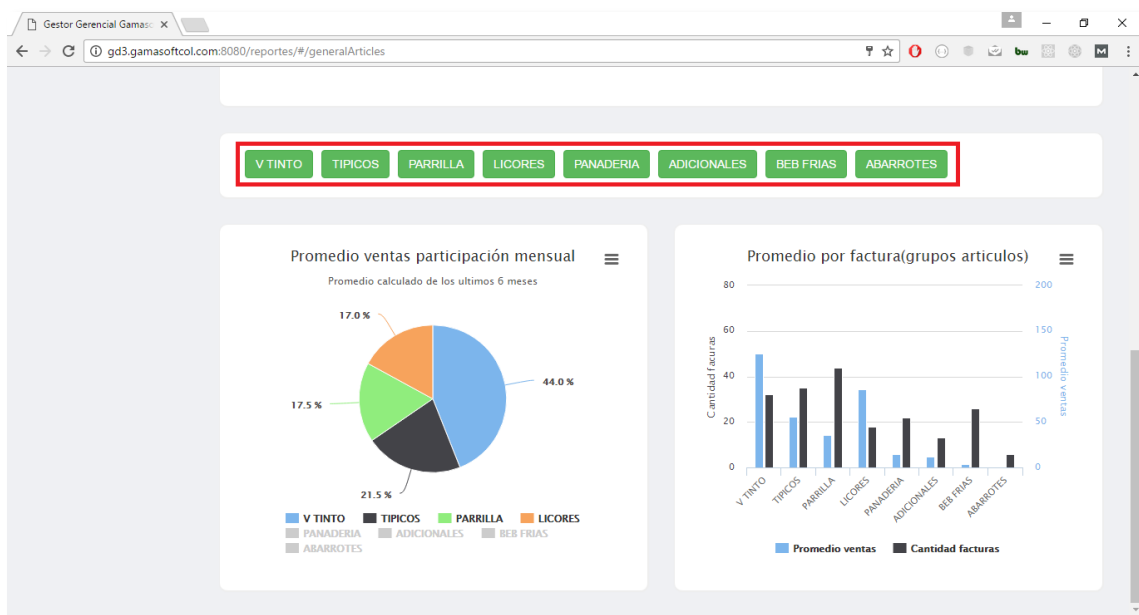 Gestor Gerencial Gamaso
gd3.gamasoftcol.com:8080/reportes/#/generalArticles
V TINTO TIPICOS PARRILLA LICORES PANADERIA ADICIONALES BEB FRIAS ABARROTES
Promedio ventas participación mensual
Promedio calculado de los ultimos 6 meses
17.0 %
44.0 %
17.5 %
21.5 %
V TINTO TIPICOS PARRILLA LICORES
PANADERIA ADICIONALES BEB FRIAS
ABARROTES
Promedio por factura(grupos articulos)
Cantidad facuras
80
60
40
20
0
200
150
100
50
0
Promedio ventas
V TINTO TIPICOS PARRILLA LICORES PANADERIA ADICIONALES BEB FRIAS ABARROTES
Promedio ventas Cantidad facturas